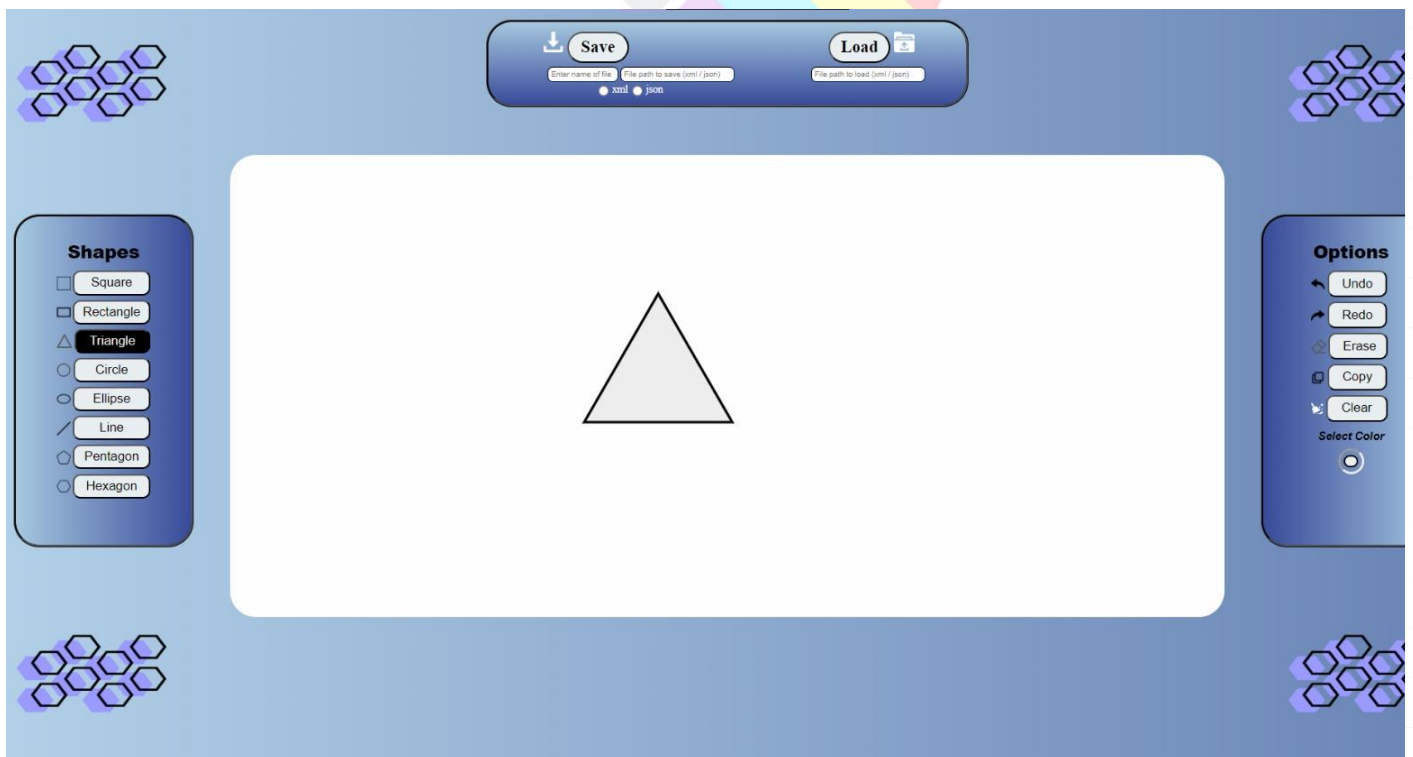 Save
Load
Enter name of file
File path to save (xml / json)
File path to load (xml / json)
xml
json
Shapes
Square
Rectangle
Triangle
Circle
Ellipse
Line
Pentagon
Hexagon
Options
Undo
Redo
Erase
Copy
Clear
Select Color